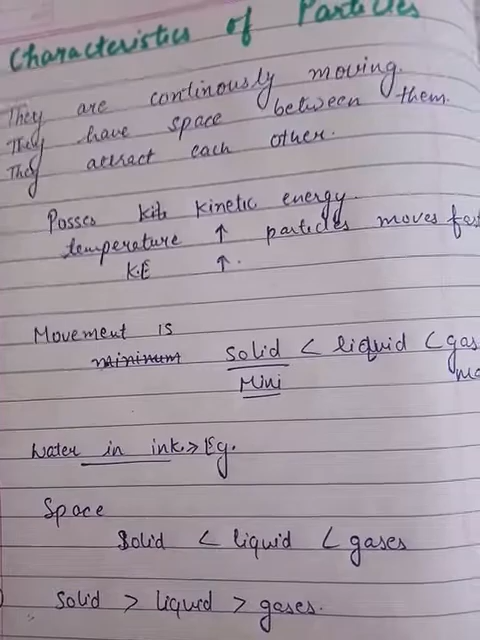 Characteristics of Particles
They are continously moving.
They have space between them.
They attract each other.
Posses kinetic energy.
temperature ↑ particles moves fast
K.E ↑.
Movement is
minimum solid < liquid < gas
Mini
Water in ink. > Eg.
Space
Solid < liquid < gases
Solid > liquid > gases.